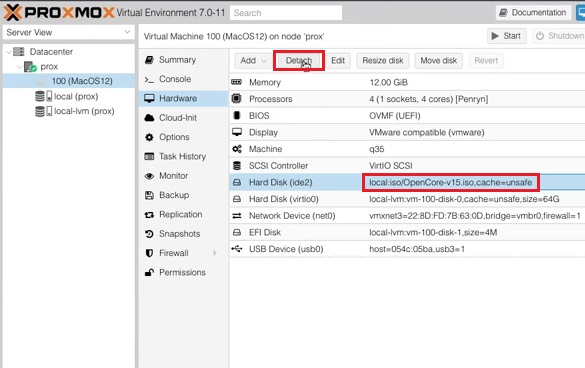 PROXMOX Virtual Environment 7.0-11 Search Documentation
Server View
Virtual Machine 100 (MacOS12) on node 'prox' Start Shutdown
Datacenter
prox
100 (MacOS12)
local (prox)
local-lvm (prox)
Summary
Console
Hardware
Cloud-Init
Options
Task History
Monitor
Backup
Replication
Snapshots
Firewall
Permissions
Add Detach Edit Resize disk Move disk Revert
Memory 12.00 GiB
Processors 4 (1 sockets, 4 cores) [Penryn]
BIOS OVMF (UEFI)
Display VMware compatible (vmware)
Machine q35
SCSI Controller VirtIO SCSI
Hard Disk (ide2) local:iso/OpenCore-v15.iso,cache=unsafe
Hard Disk (virtio0) local-lvm:vm-100-disk-0,cache=unsafe,size=64G
Network Device (net0) vmxnet3=22:8D:FD:7B:63:0D,bridge=vmbr0,firewall=1
EFI Disk local-lvm:vm-100-disk-1,size=4M
USB Device (usb0) host=054c:05ba,usb3=1